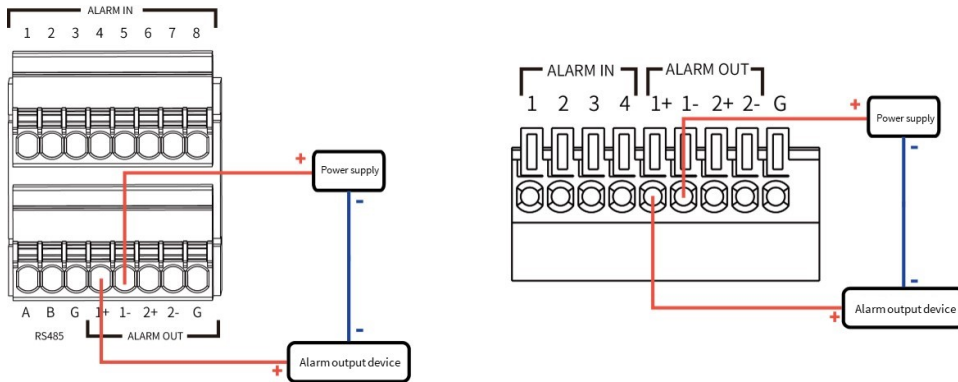 ALARM IN
1 2 3 4 5 6 7 8
+
Power supply
-
-
A B G 1+ 1- 2+ 2- G
RS485 ALARM OUT
+
Alarm output device
ALARM IN ALARM OUT
1 2 3 4 1+ 1- 2+ 2- G
+
Power supply
-
-
+
Alarm output device